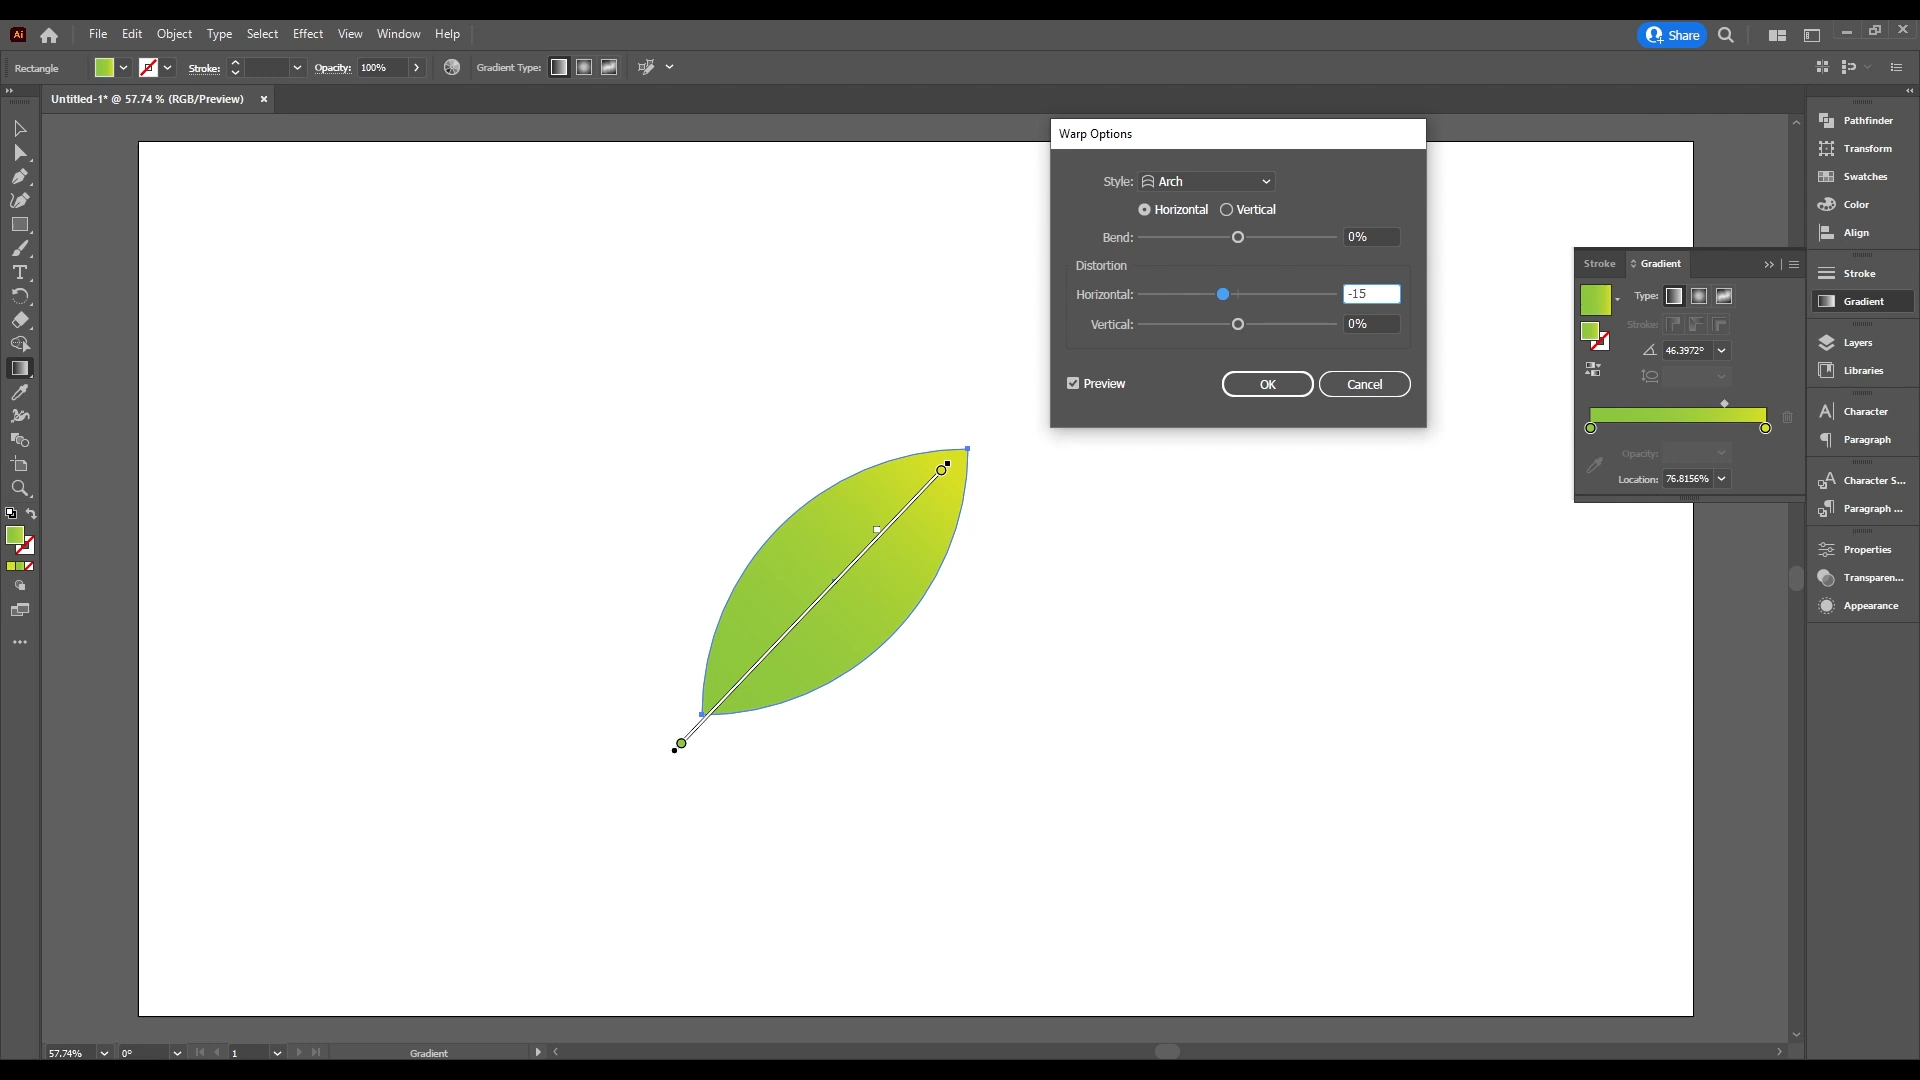 Ai File Edit Object Type Select Effect View Window Help Share
Rectangle Stroke: Opacity: 100% Gradient Type:
Untitled-1* @ 57.74 % (RGB/Preview)
Warp Options
Style: Arch
Horizontal Vertical
Bend: 0%
Distortion
Horizontal: -15
Vertical: 0%
Preview OK Cancel
Stroke Gradient
Type:
Stroke:
46.3972°
Opacity:
Location: 76.8156%
Pathfinder
Transform
Swatches
Color
Align
Stroke
Gradient
Layers
Libraries
Character
Paragraph
Character S...
Paragraph ...
Properties
Transparen...
Appearance
57.74% 0° 1 Gradient